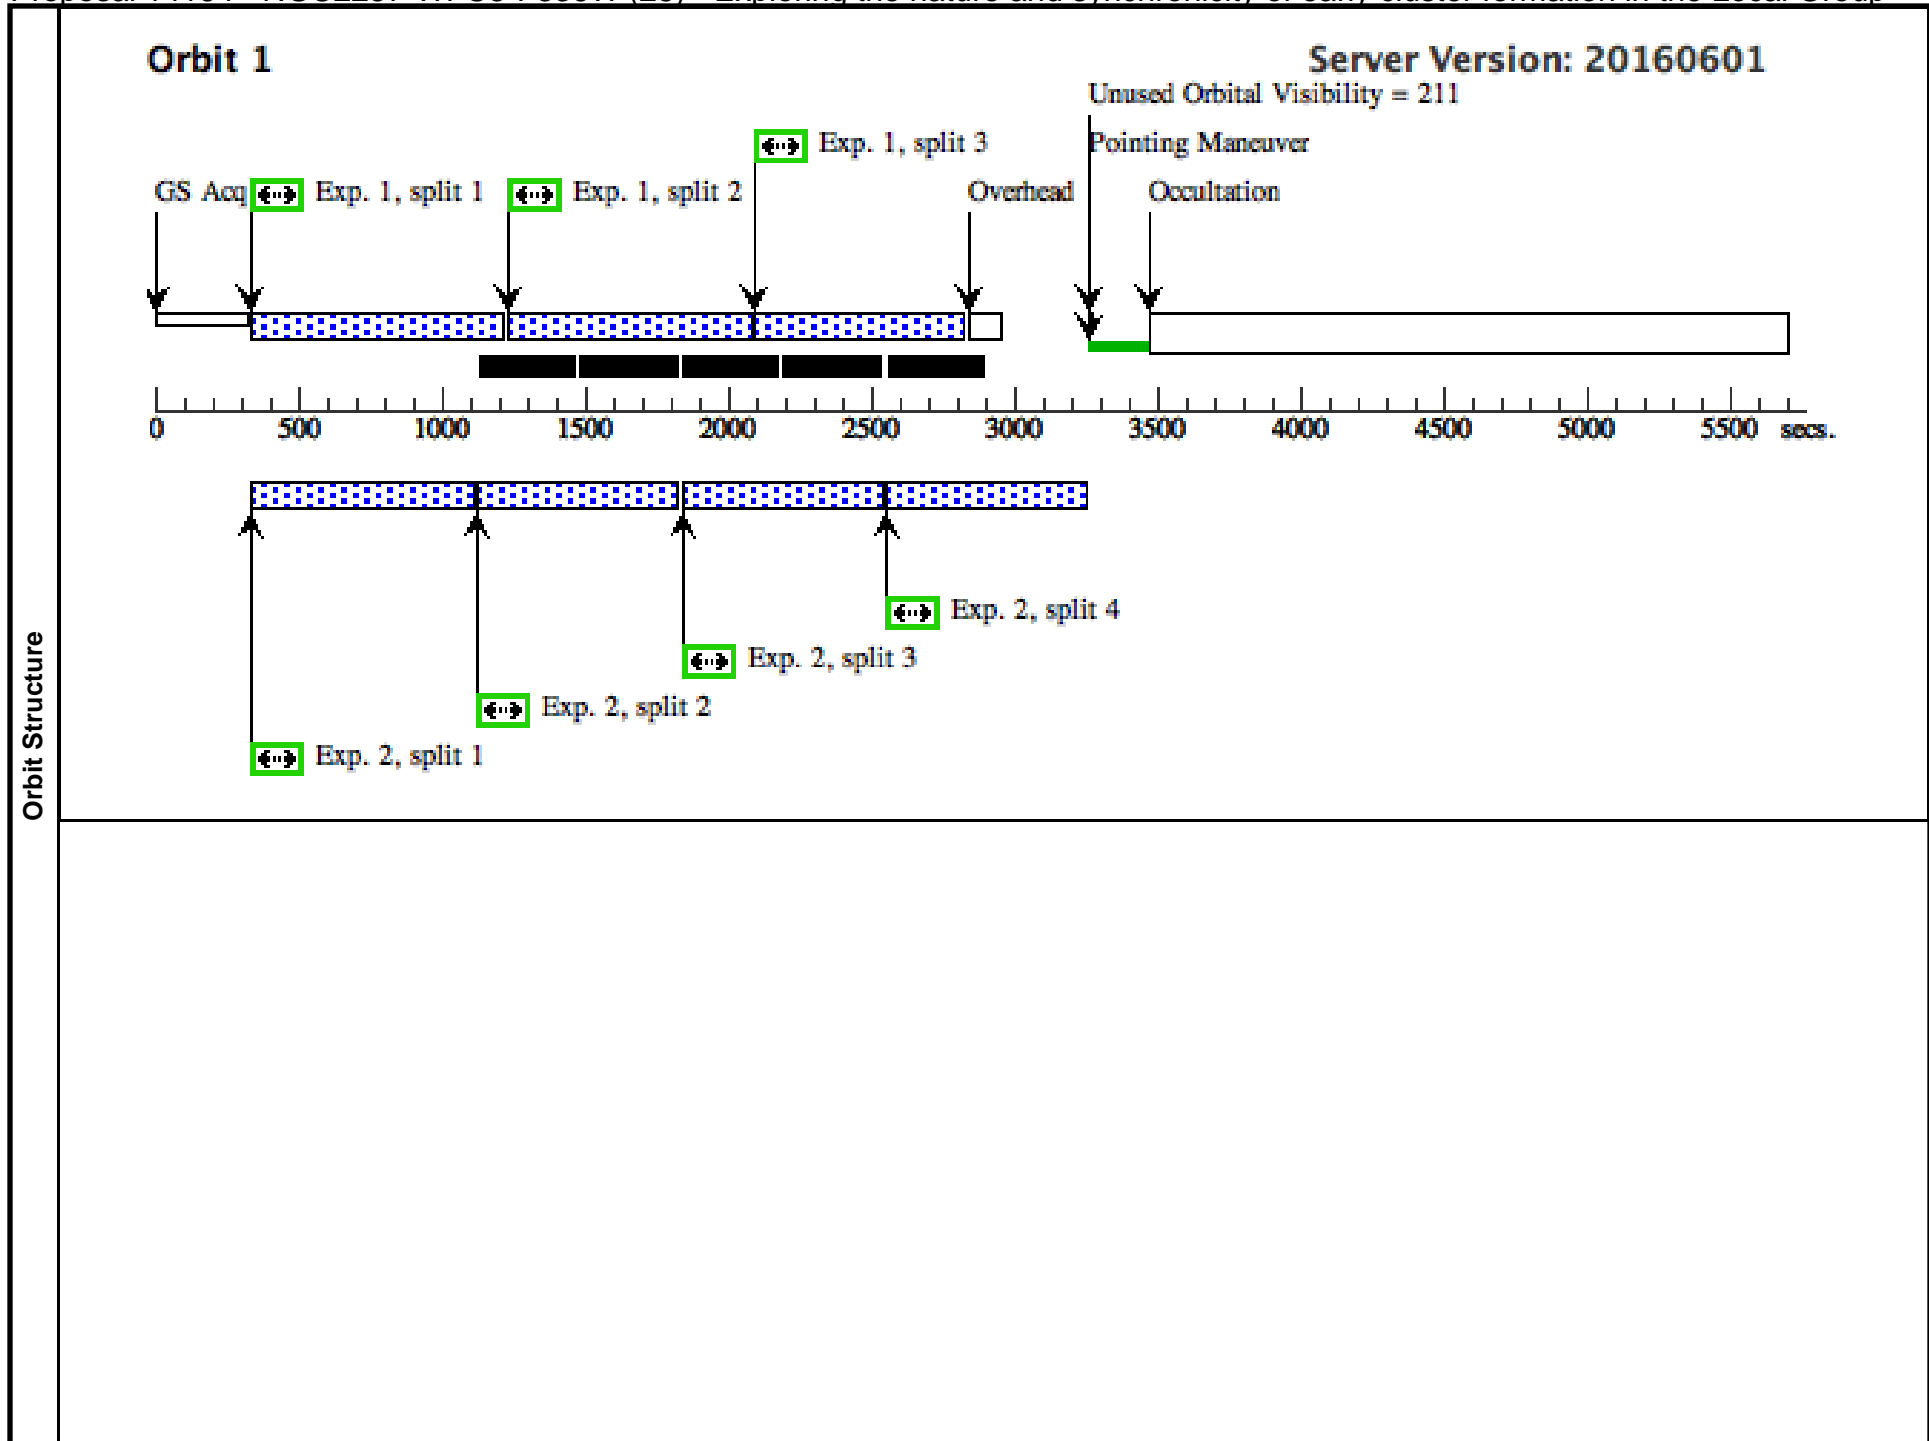 Orbit 1
Server Version: 20160601
Unused Orbital Visibility = 211
Exp. 1, split 3
Pointing Maneuver
GS Acq
Exp. 1, split 1
Exp. 1, split 2
Overhead
Occultation
0 500 1000 1500 2000 2500 3000 3500 4000 4500 5000 5500 secs.
Exp. 2, split 4
Exp. 2, split 3
Exp. 2, split 2
Exp. 2, split 1
Orbit Structure